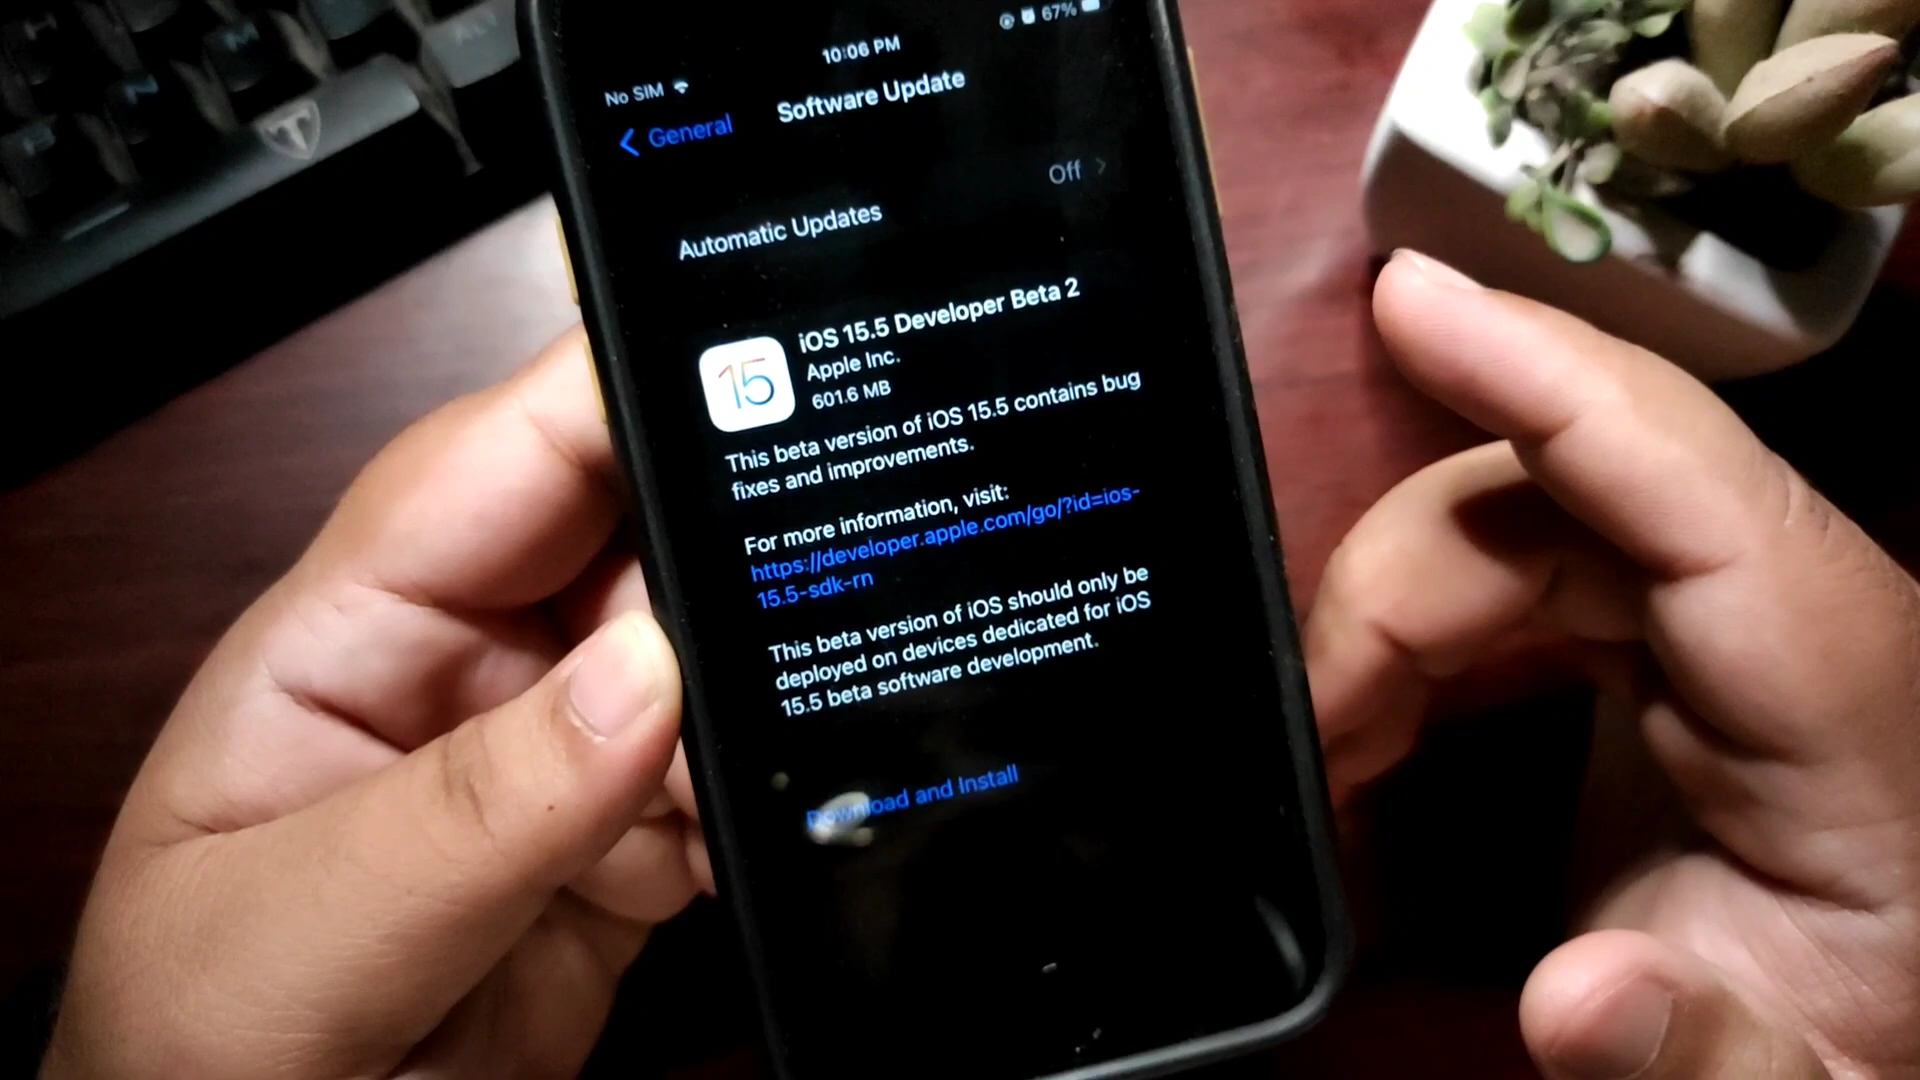 67%
10:06 PM
No SIM
Software Update
General
Off
Automatic Updates
iOS 15.5 Developer Beta 2
Apple Inc.
601.6 MB
15
This beta version of iOS 15.5 contains bug
fixes and improvements.
For more information, visit:
https://developer.apple.com/go/?id=ios-
15.5-sdk-rn
This beta version of iOS should only be
deployed on devices dedicated for iOS
15.5 beta software development.
Download and Install